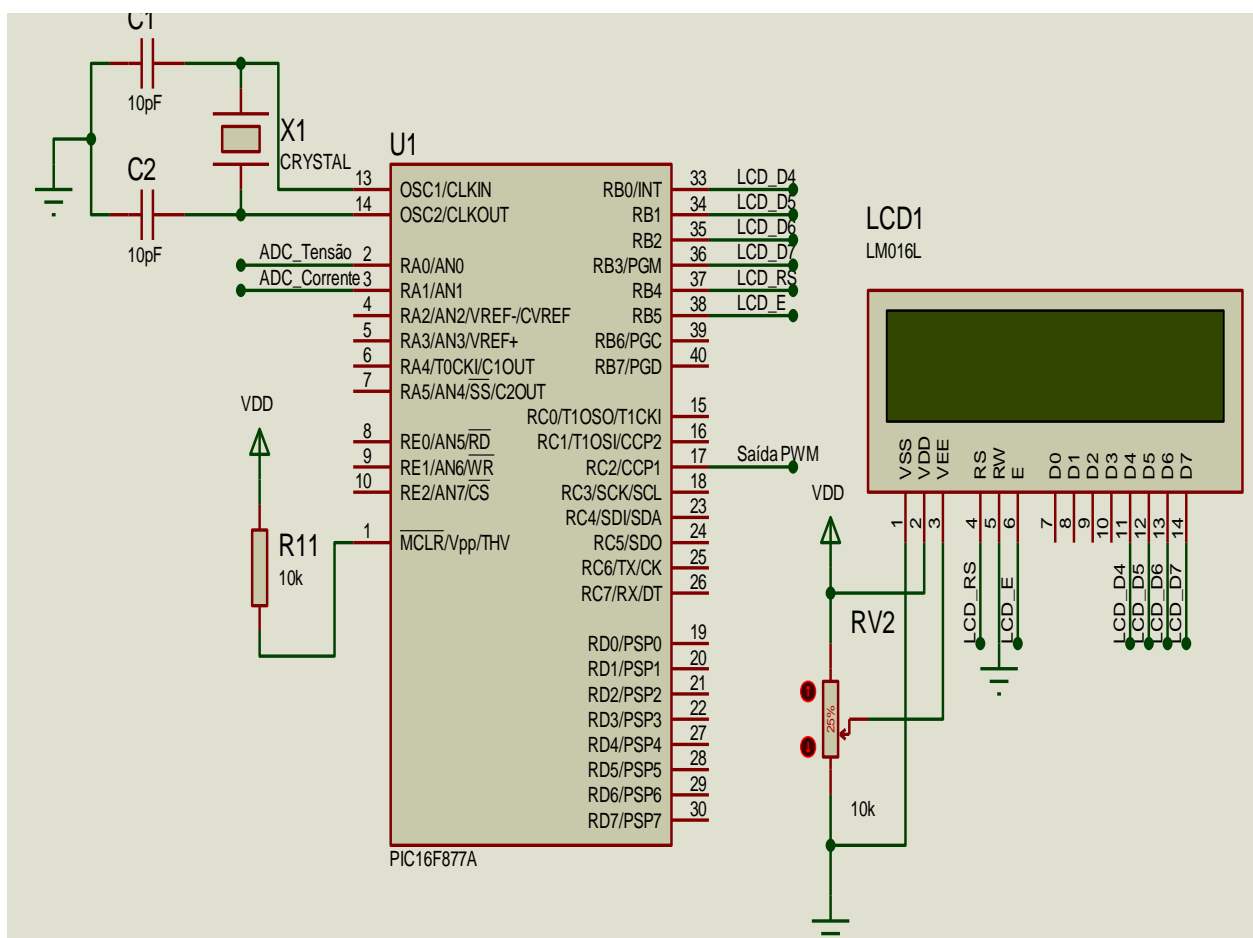 C1
10pF
X1
CRYSTAL
C2
10pF
U1
13
OSC1/CLKIN
14
OSC2/CLKOUT
ADC_Tensão
2
RA0/AN0
ADC_Corrente
3
RA1/AN1
4
RA2/AN2/VREF-/CVREF
5
RA3/AN3/VREF+
6
RA4/T0CKI/C1OUT
7
RA5/AN4/SS/C2OUT
8
RE0/AN5/RD
9
RE1/AN6/WR
10
RE2/AN7/CS
1
MCLR/Vpp/THV
RB0/INT
33
LCD_D4
RB1
34
LCD_D5
RB2
35
LCD_D6
RB3/PGM
36
LCD_D7
RB4
37
LCD_RS
RB5
38
LCD_E
RB6/PGC
39
RB7/PGD
40
RC0/T1OSO/T1CKI
15
RC1/T1OSI/CCP2
16
RC2/CCP1
17
Saída PWM
RC3/SCK/SCL
18
RC4/SDI/SDA
23
RC5/SDO
24
RC6/TX/CK
25
RC7/RX/DT
26
RD0/PSP0
19
RD1/PSP1
20
RD2/PSP2
21
RD3/PSP3
22
RD4/PSP4
27
RD5/PSP5
28
RD6/PSP6
29
RD7/PSP7
30
PIC16F877A
VDD
R11
10k
LCD1
LM016L
VSS
VDD
VEE
RS
RW
E
D0
D1
D2
D3
D4
D5
D6
D7
1
2
3
4
5
6
7
8
9
10
11
12
13
14
LCD_RS
LCD_E
LCD_D4
LCD_D5
LCD_D6
LCD_D7
VDD
RV2
25%
10k